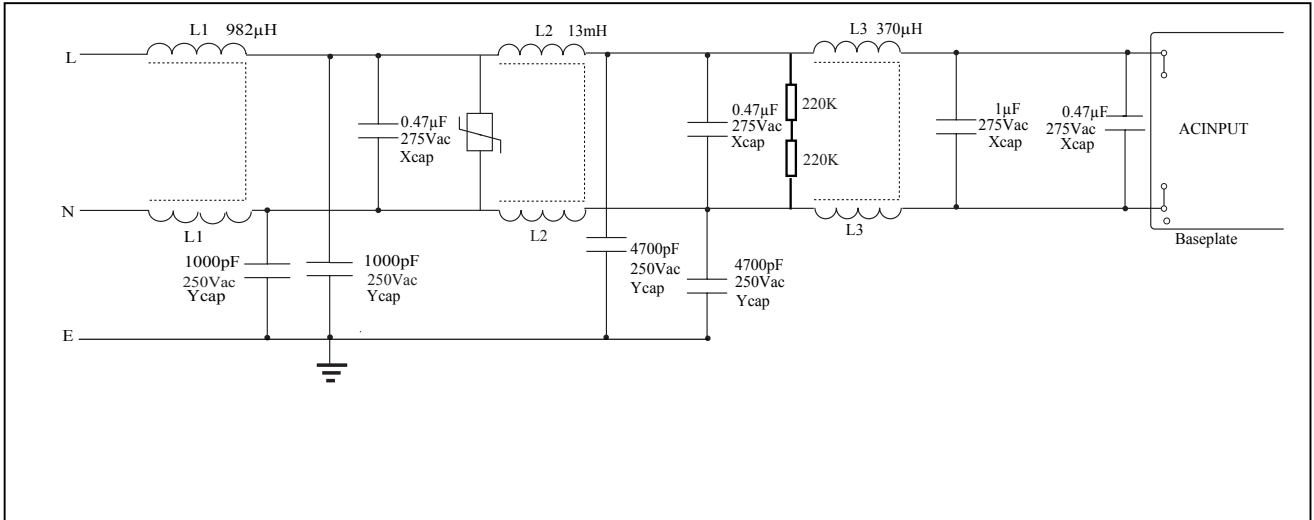 L1 982µH
L2 13mH
L3 370µH
L
0.47µF
275Vac
Xcap
0.47µF
275Vac
Xcap
220K
220K
1µF
275Vac
Xcap
0.47µF
275Vac
Xcap
ACINPUT
N
L1
L2
L3
Baseplate
1000pF
250Vac
Ycap
1000pF
250Vac
Ycap
4700pF
250Vac
Ycap
4700pF
250Vac
Ycap
E